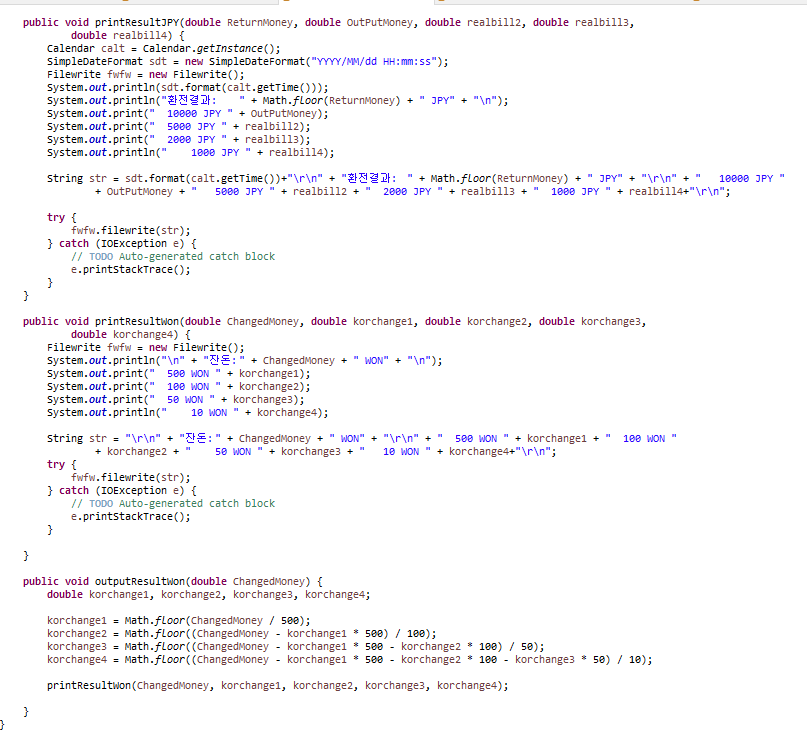 public void printResultJPY(double ReturnMoney, double OutPutMoney, double realbill2, double realbill3,
double realbill4) {
Calendar calt = Calendar.getInstance();
SimpleDateFormat sdt = new SimpleDateFormat("YYYY/MM/dd HH:mm:ss");
Filewrite fwfw = new Filewrite();
System.out.println(sdt.format(calt.getTime()));
System.out.println("환전결과:   " + Math.floor(ReturnMoney) + " JPY" + "\n");
System.out.print("  10000 JPY " + OutPutMoney);
System.out.print("  5000 JPY " + realbill2);
System.out.print("  2000 JPY " + realbill3);
System.out.println("    1000 JPY " + realbill4);
String str = sdt.format(calt.getTime())+"\r\n" + "환전결과:  " + Math.floor(ReturnMoney) + " JPY" + "\r\n" + "   10000 JPY "
+ OutPutMoney + "   5000 JPY " + realbill2 + "  2000 JPY " + realbill3 + "  1000 JPY " + realbill4+"\r\n";
try {
fwfw.filewrite(str);
} catch (IOException e) {
// TODO Auto-generated catch block
e.printStackTrace();
}
}
public void printResultWon(double ChangedMoney, double korchange1, double korchange2, double korchange3,
double korchange4) {
Filewrite fwfw = new Filewrite();
System.out.println("\n" + "잔돈:" + ChangedMoney + " WON" + "\n");
System.out.print("  500 WON " + korchange1);
System.out.print("  100 WON " + korchange2);
System.out.print("  50 WON " + korchange3);
System.out.println("    10 WON " + korchange4);
String str = "\r\n" + "잔돈:" + ChangedMoney + " WON" + "\r\n" + "  500 WON " + korchange1 + "  100 WON "
+ korchange2 + "    50 WON " + korchange3 + "   10 WON " + korchange4+"\r\n";
try {
fwfw.filewrite(str);
} catch (IOException e) {
// TODO Auto-generated catch block
e.printStackTrace();
}
}
public void outputResultWon(double ChangedMoney) {
double korchange1, korchange2, korchange3, korchange4;
korchange1 = Math.floor(ChangedMoney / 500);
korchange2 = Math.floor((ChangedMoney - korchange1 * 500) / 100);
korchange3 = Math.floor((ChangedMoney - korchange1 * 500 - korchange2 * 100) / 50);
korchange4 = Math.floor((ChangedMoney - korchange1 * 500 - korchange2 * 100 - korchange3 * 50) / 10);
printResultWon(ChangedMoney, korchange1, korchange2, korchange3, korchange4);
}
}